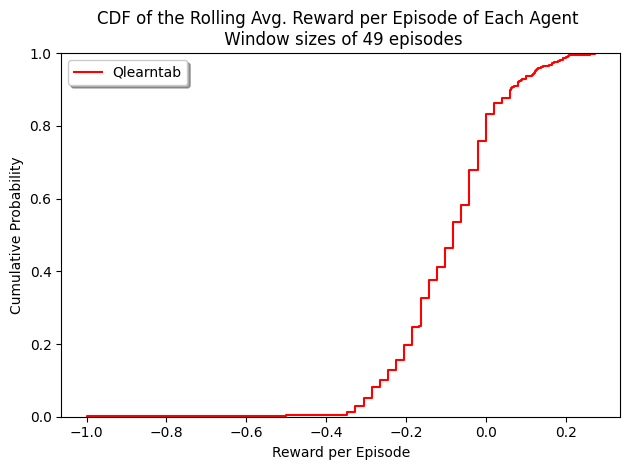 CDF of the Rolling Avg. Reward per Episode of Each Agent
Window sizes of 49 episodes
Qlearntab
Cumulative Probability
1.0
0.8
0.6
0.4
0.2
0.0
−1.0 −0.8 −0.6 −0.4 −0.2 0.0 0.2
Reward per Episode